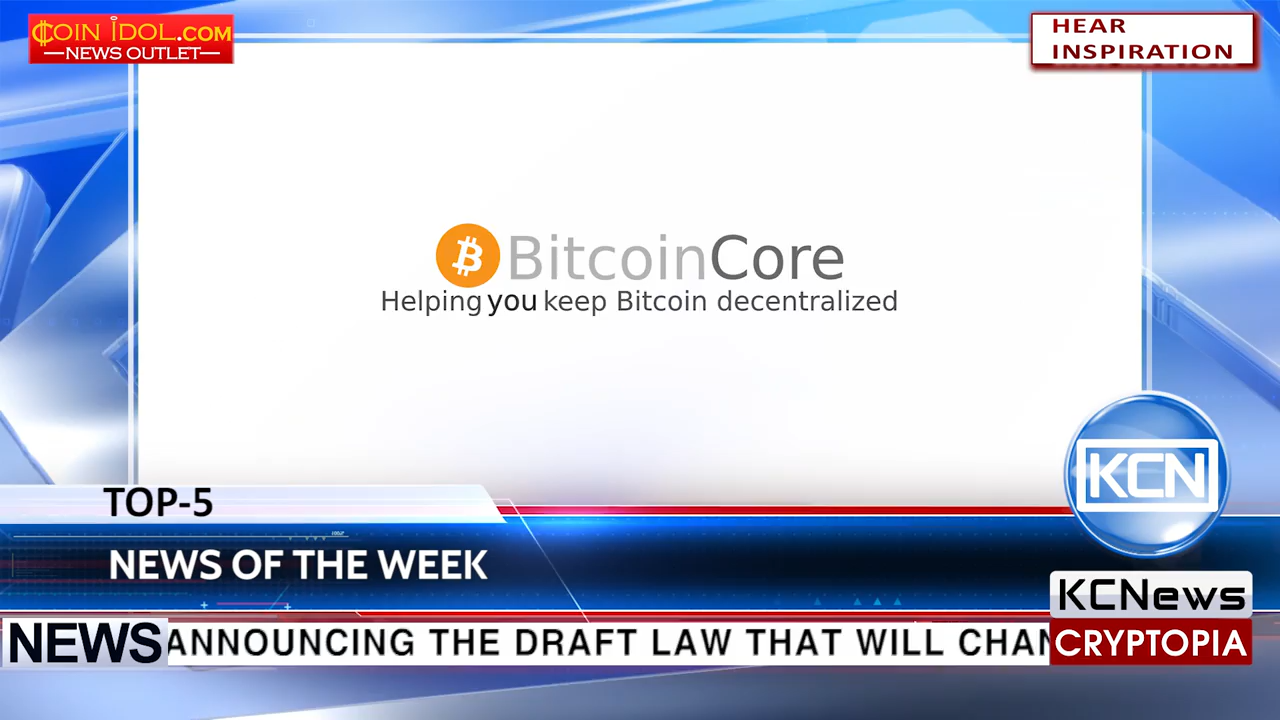 COIN IDOL.COM
NEWS OUTLET
HEAR
INSPIRATION
BitcoinCore
Helping you keep Bitcoin decentralized
KCN
TOP-5
NEWS OF THE WEEK
KCNews
NEWS
ANNOUNCING THE DRAFT LAW THAT WILL CHAN
CRYPTOPIA